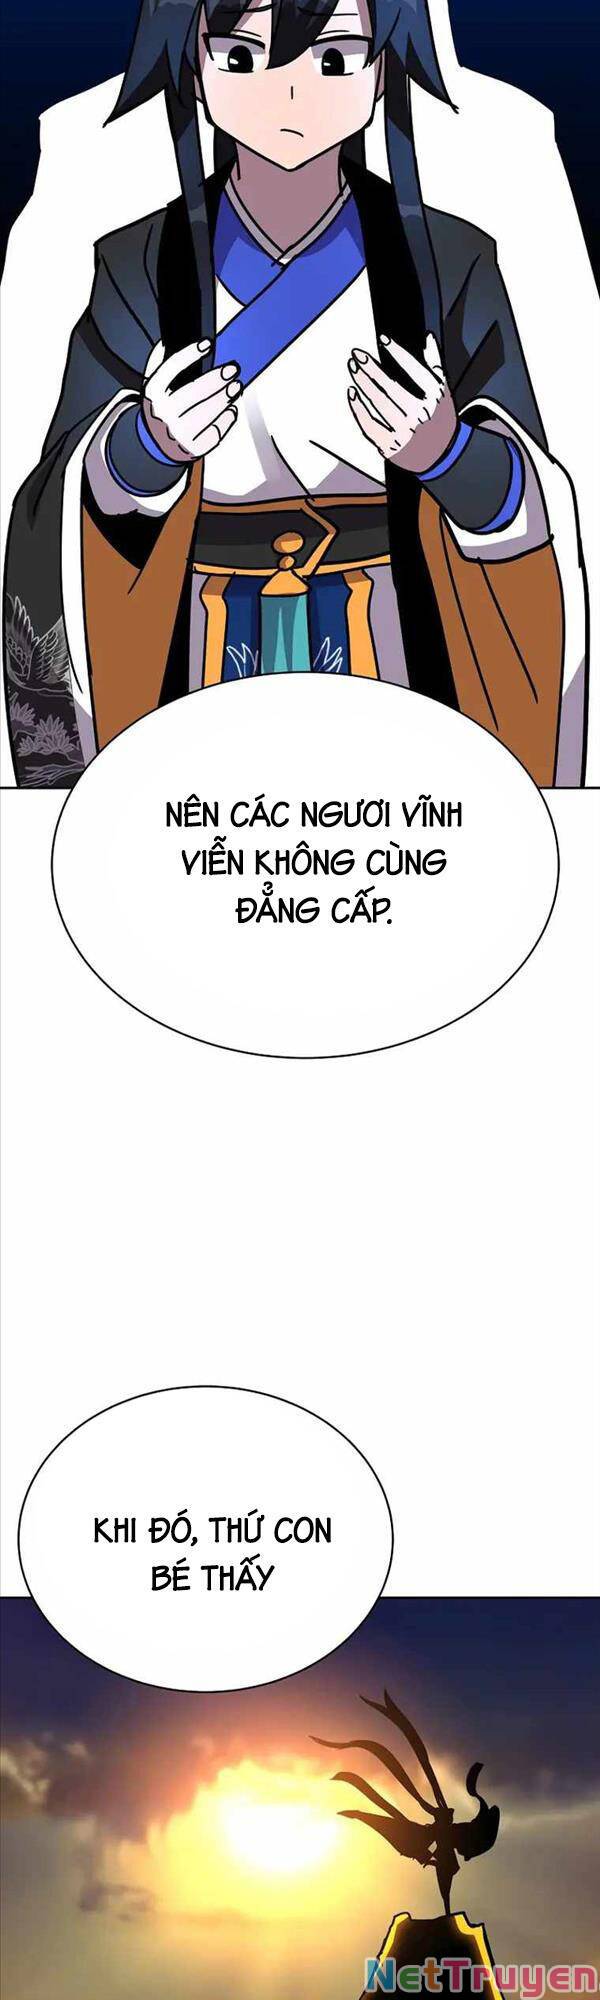 NÊN CÁC NGƯƠI VĨNH
VIỄN KHÔNG CÙNG
ĐẲNG CẤP.
KHI ĐÓ, THỨ CON
BÉ THẤY
NetTruyen